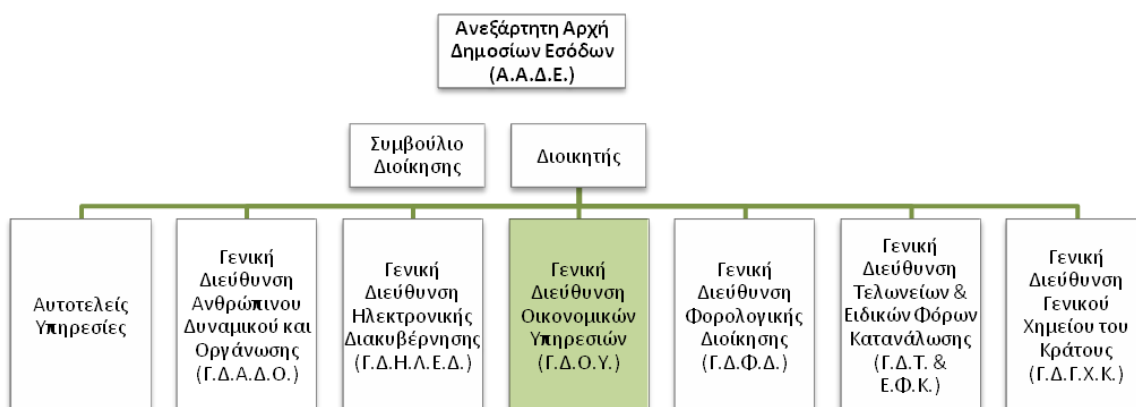 Ανεξάρτητη Αρχή
Δημοσίων Εσόδων
(Α.Α.Δ.Ε.)
Συμβούλιο
Διοίκησης
Διοικητής
Αυτοτελείς
Υπηρεσίες
Γενική
Διεύθυνση
Ανθρώπινου
Δυναμικού και
Οργάνωσης
(Γ.Δ.Α.Δ.Ο.)
Γενική
Διεύθυνση
Ηλεκτρονικής
Διακυβέρνησης
(Γ.Δ.Η.Λ.Ε.Δ.)
Γενική
Διεύθυνση
Οικονομικών
Υπηρεσιών
(Γ.Δ.Ο.Υ.)
Γενική
Διεύθυνση
Φορολογικής
Διοίκησης
(Γ.Δ.Φ.Δ.)
Γενική
Διεύθυνση
Τελωνείων &
Ειδικών Φόρων
Κατανάλωσης
(Γ.Δ.Τ. &
Ε.Φ.Κ.)
Γενική
Διεύθυνση
Γενικού
Χημείου του
Κράτους
(Γ.Δ.Γ.Χ.Κ.)